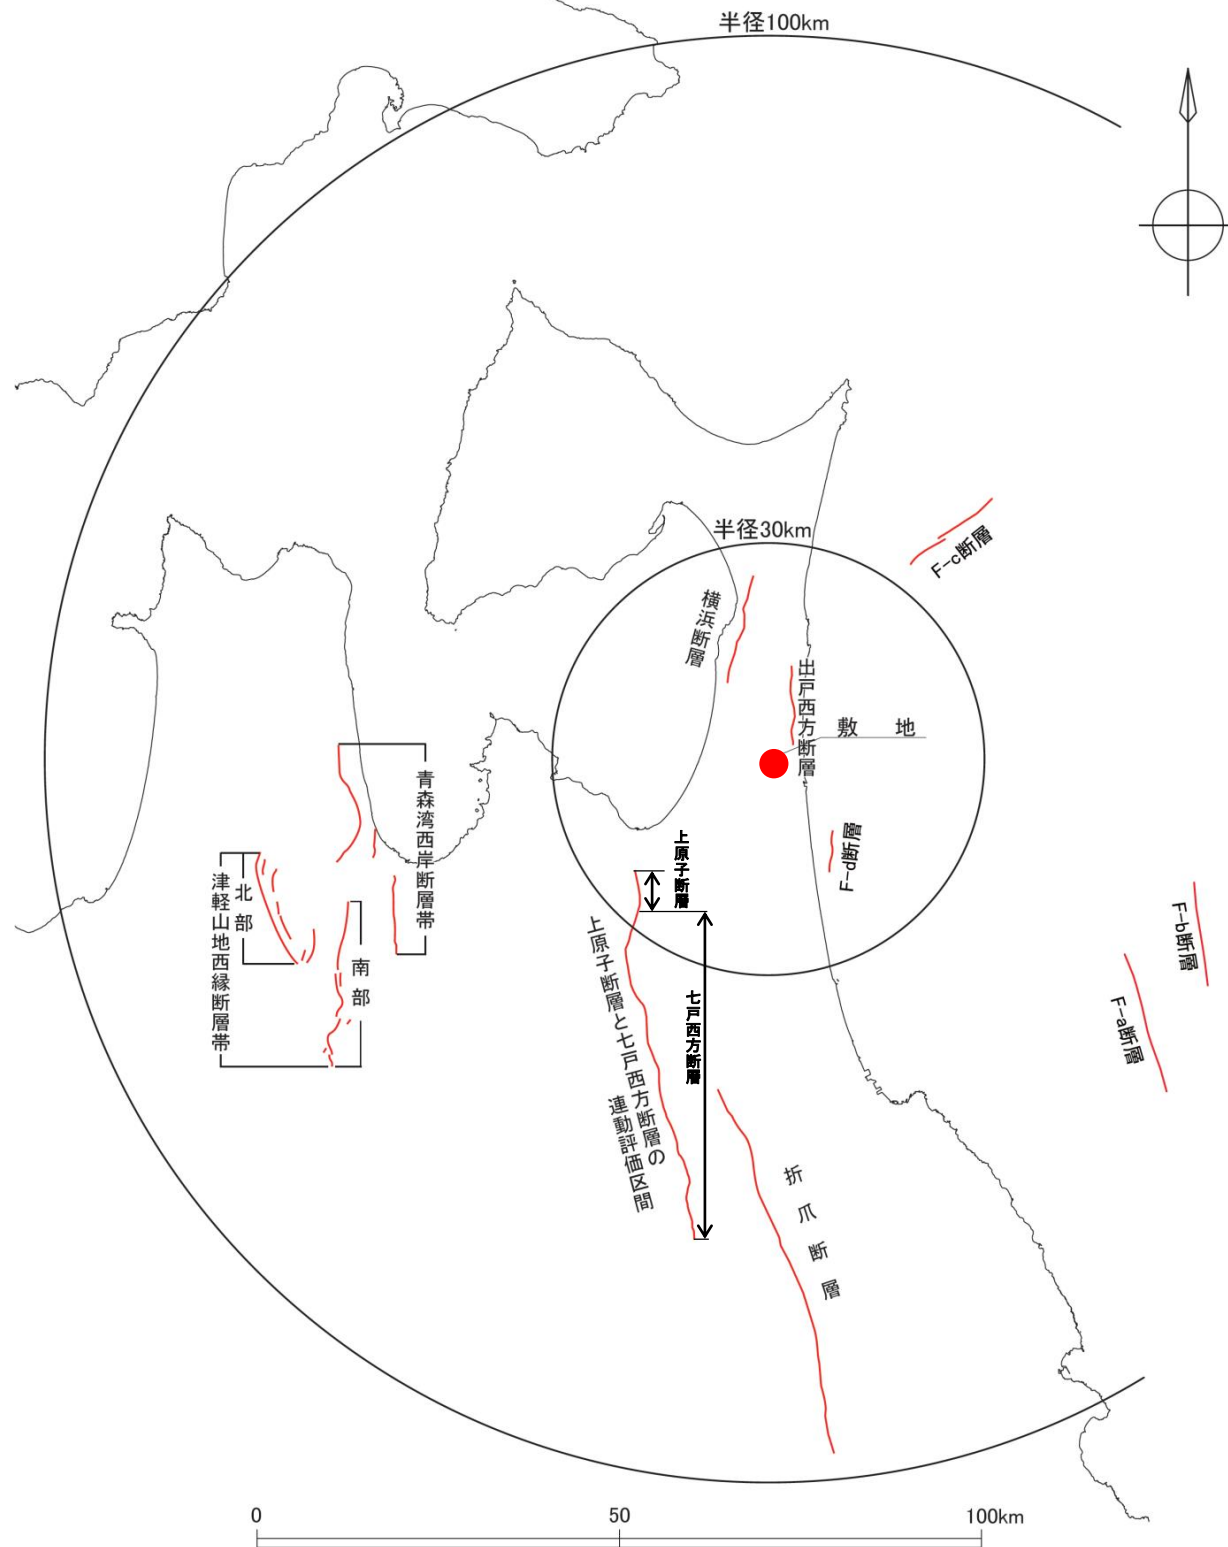 半径100km
半径30km
F-c断層
横浜断層
出戸西方断層
敷　地
青森湾西岸断層帯
上原子断層
F-d断層
津軽山地西縁断層帯
北部
南部
上原子断層と七戸西方断層の
連動評価区間
七戸西方断層
F-b断層
F-a断層
折爪断層
0
50
100km